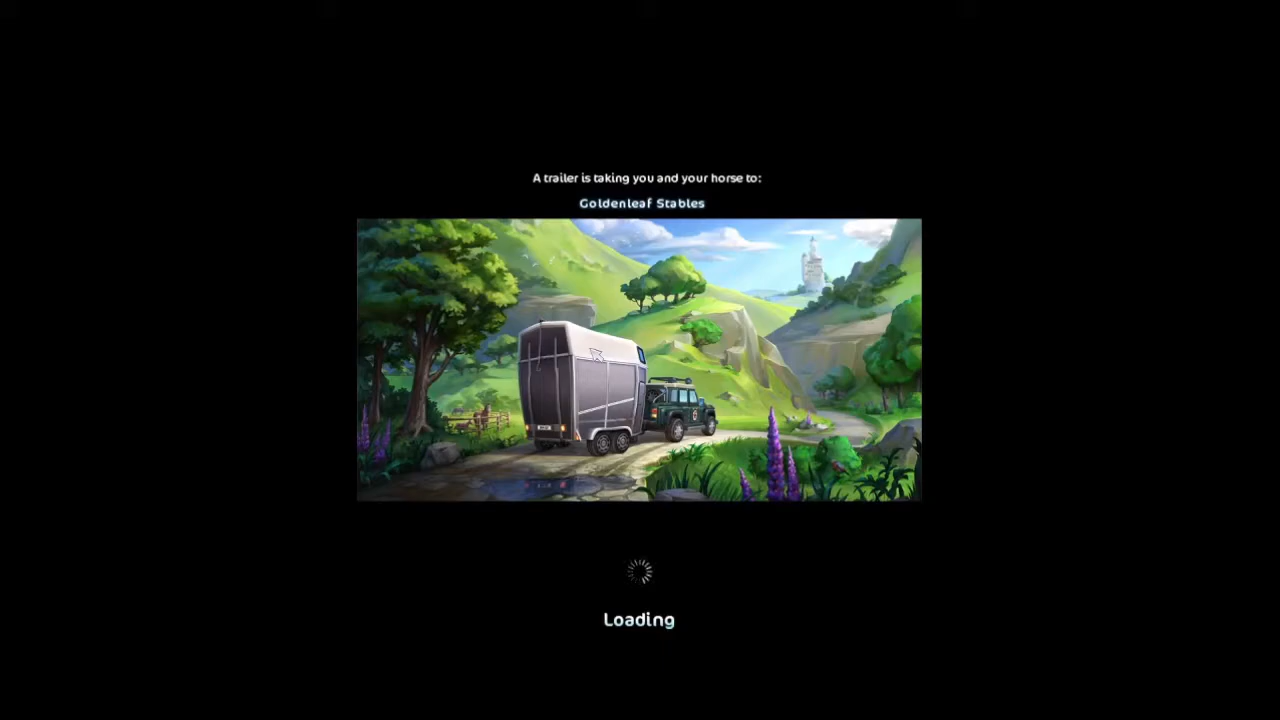 A trailer is taking you and your horse to:
Goldenleaf Stables
Loading